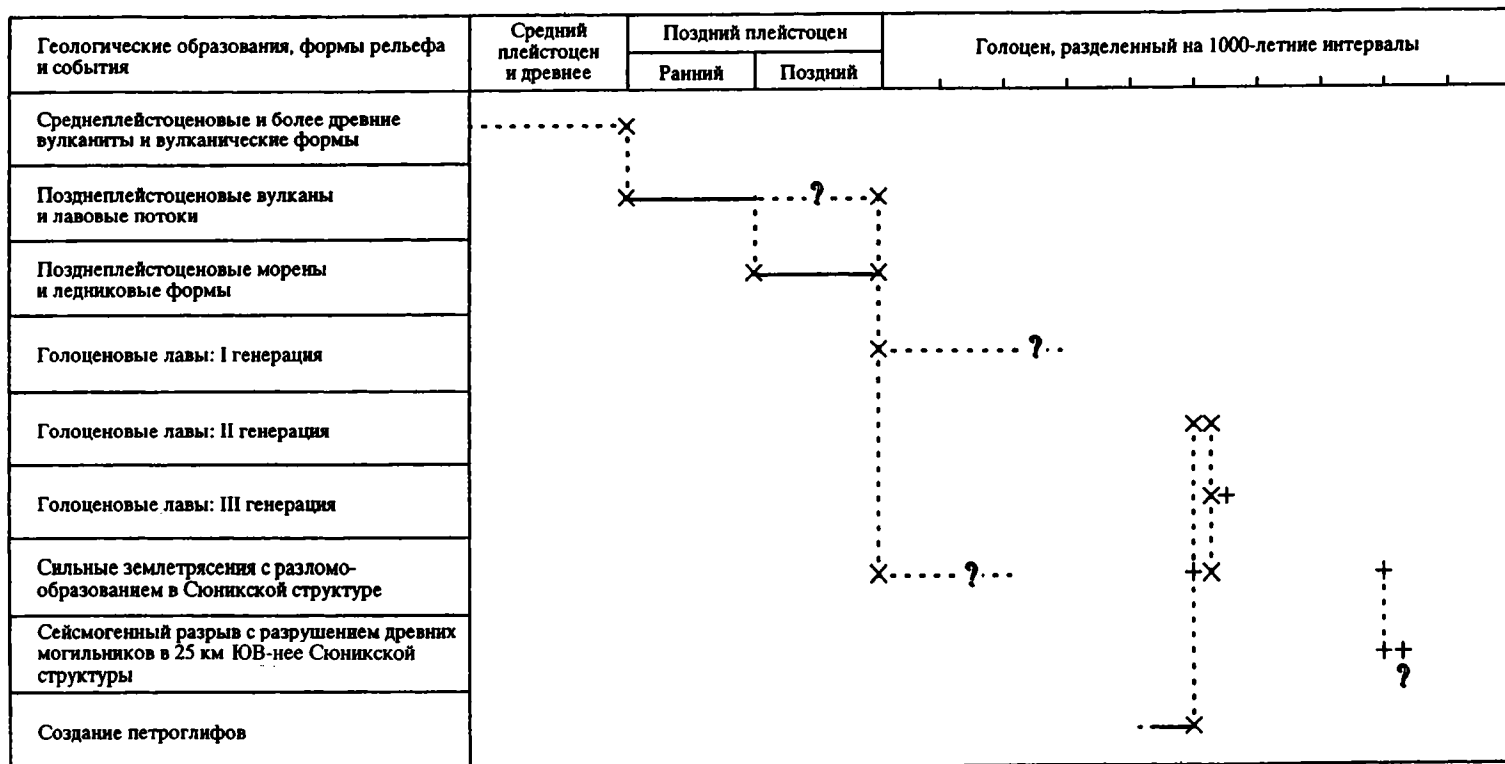 Геологические образования, формы рельефа
и события
Средний
плейстоцен
и древнее
Поздний плейстоцен
Ранний
Поздний
Голоцен, разделенный на 1000-летние интервалы
Среднеплейстоценовые и более древние
вулканиты и вулканические формы
Позднеплейстоценовые вулканы
и лавовые потоки
?
Позднеплейстоценовые морены
и ледниковые формы
Голоценовые лавы: I генерация
?
Голоценовые лавы: II генерация
Голоценовые лавы: III генерация
Сильные землетрясения с разломо-
образованием в Сюникской структуре
?
Сейсмогенный разрыв с разрушением древних
могильников в 25 км ЮВ-нее Сюникской
структуры
?
Создание петроглифов